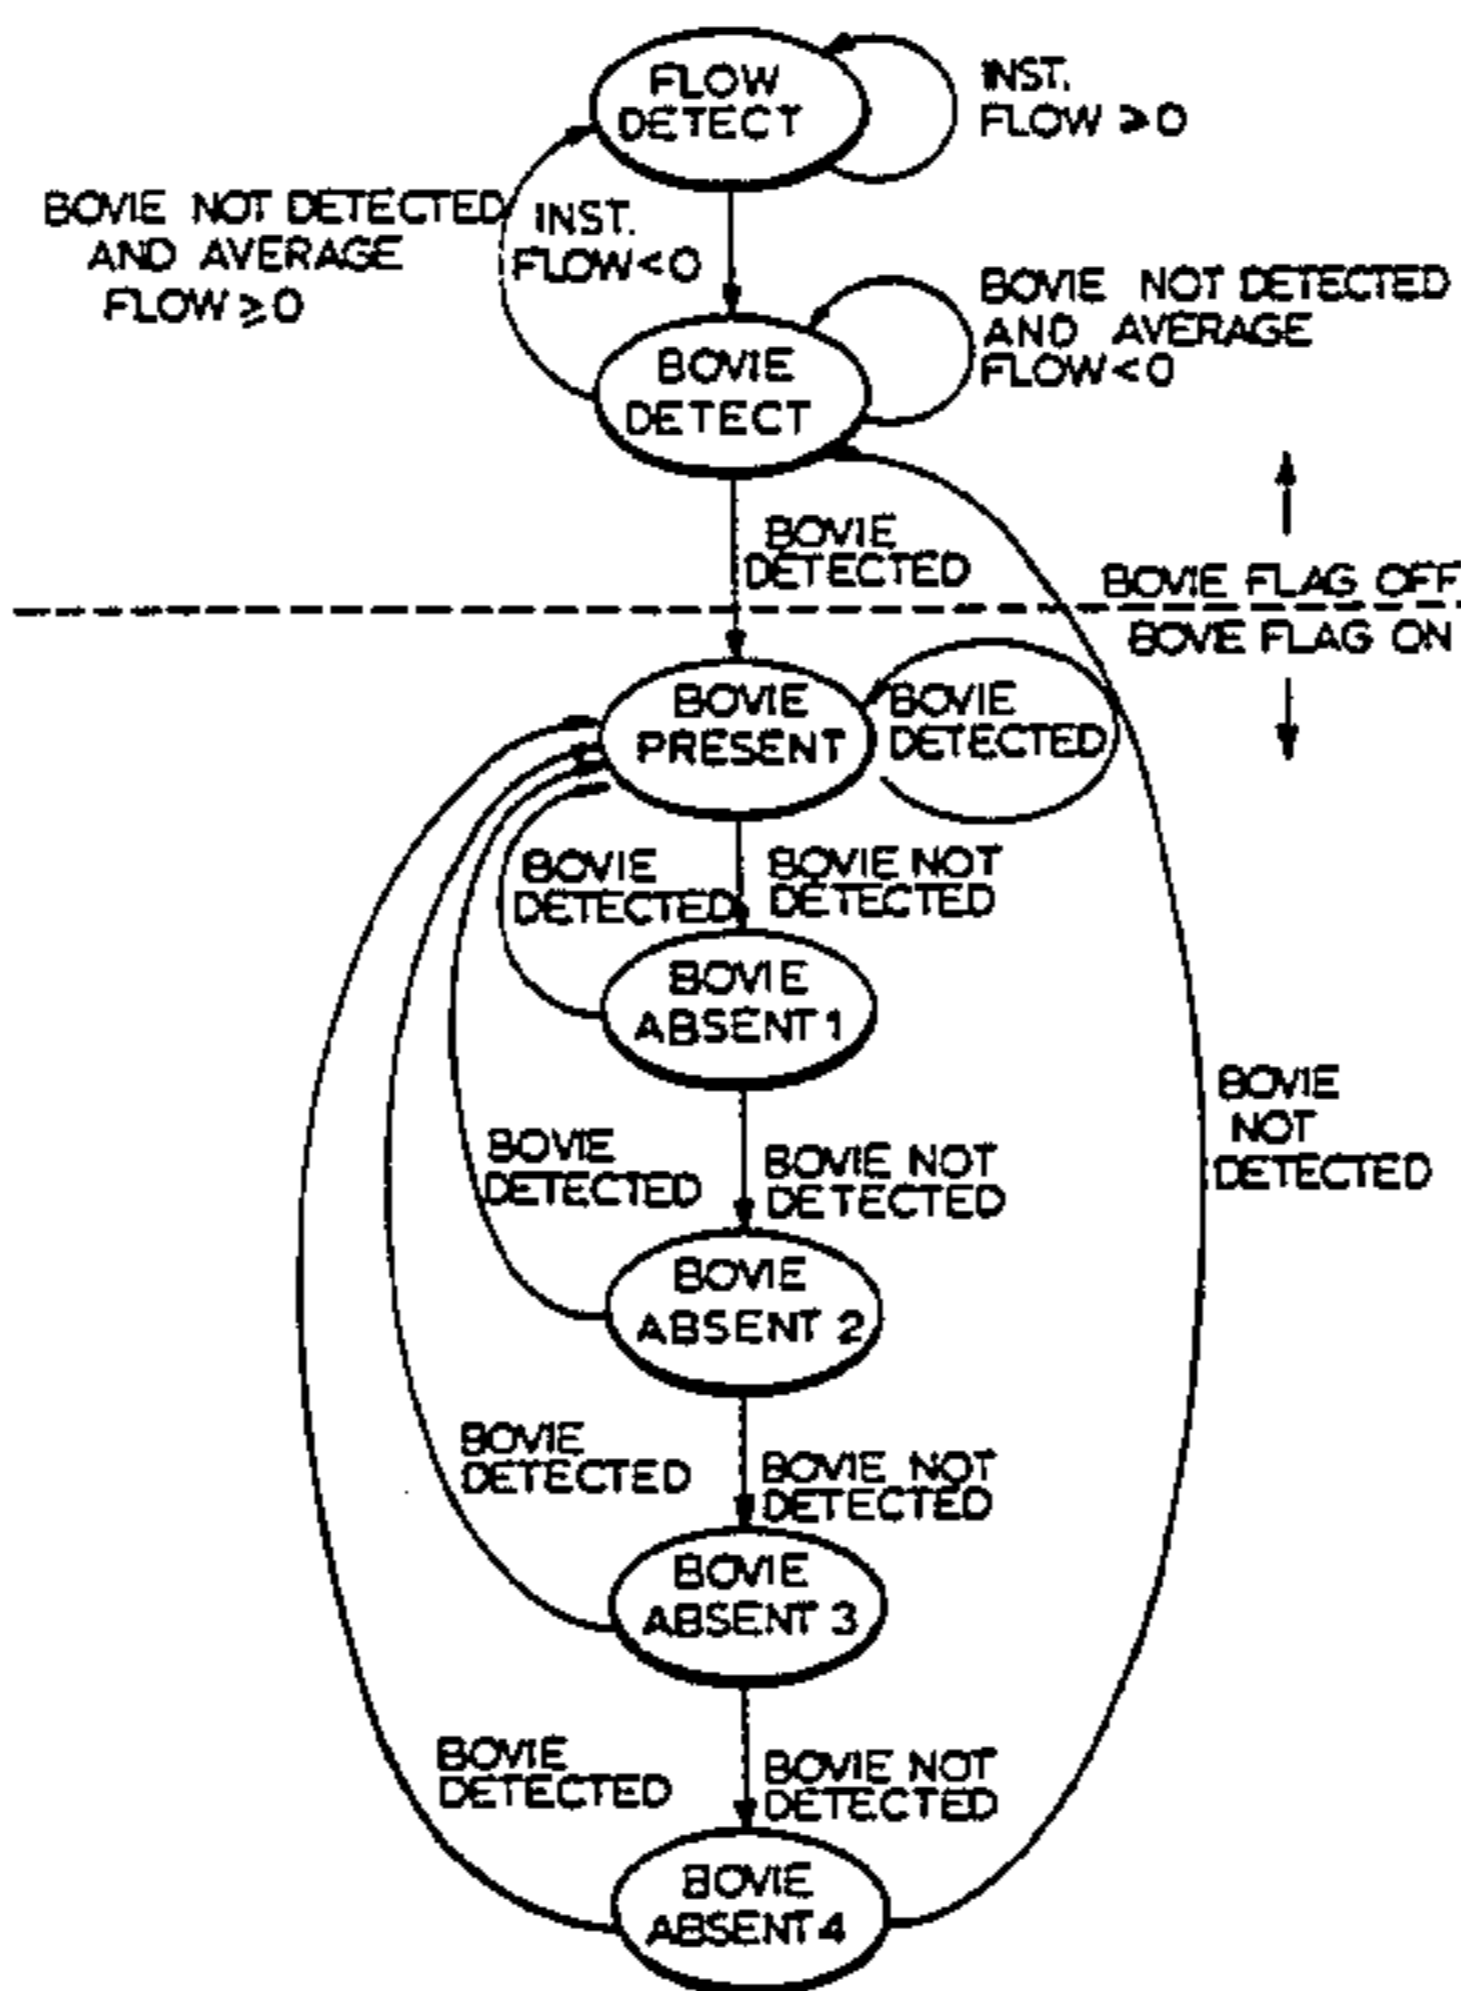 FLOW
DETECT
INST.
FLOW ⩾ 0
BOVIE NOT DETECTED
AND AVERAGE
FLOW ⩾ 0
INST.
FLOW < 0
BOVIE NOT DETECTED
AND AVERAGE
FLOW < 0
BOVIE
DETECT
BOVIE
DETECTED
BOVIE FLAG OFF
BOVIE FLAG ON
BOVIE
PRESENT
BOVIE
DETECTED
BOVIE
DETECTED
BOVIE NOT
DETECTED
BOVIE
ABSENT 1
BOVIE
NOT
DETECTED
BOVIE
DETECTED
BOVIE NOT
DETECTED
BOVIE
ABSENT 2
BOVIE
DETECTED
BOVIE NOT
DETECTED
BOVIE
ABSENT 3
BOVIE
DETECTED
BOVIE NOT
DETECTED
BOVIE
ABSENT 4